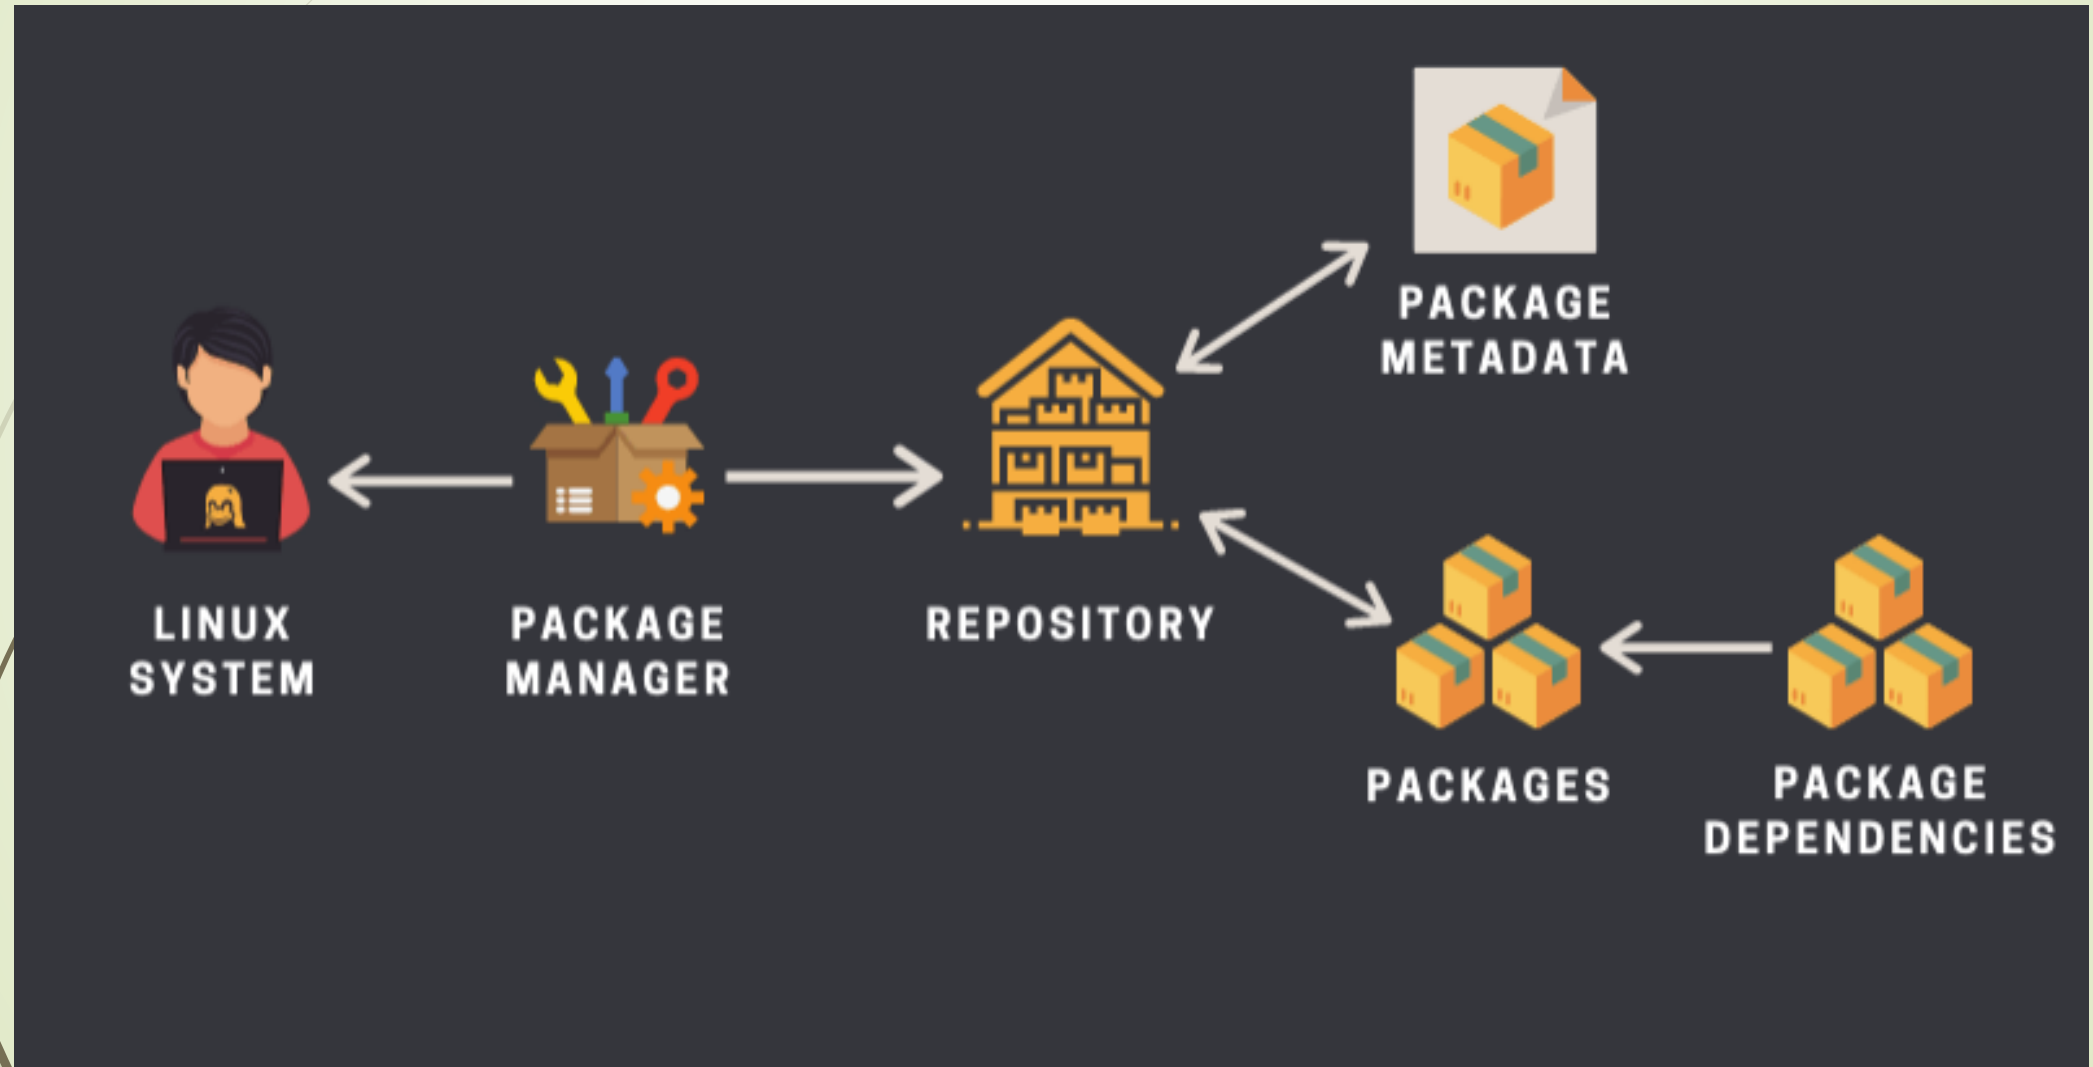 PACKAGE
METADATA
LINUX
SYSTEM
PACKAGE
MANAGER
REPOSITORY
PACKAGES
PACKAGE
DEPENDENCIES